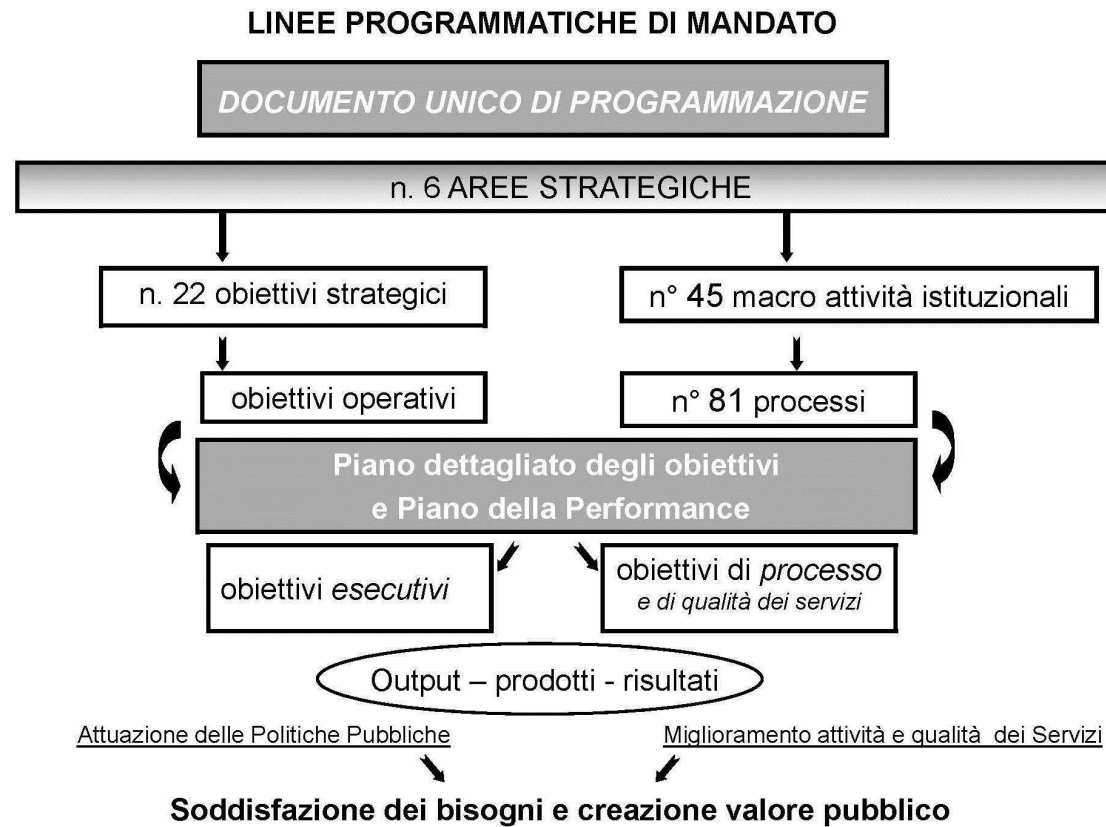 LINEE PROGRAMMATICHE DI MANDATO
DOCUMENTO UNICO DI PROGRAMMAZIONE
n. 6 AREE STRATEGICHE
n. 22 obiettivi strategici
n° 45 macro attività istituzionali
obiettivi operativi
n° 81 processi
Piano dettagliato degli obiettivi
e Piano della Performance
obiettivi esecutivi
obiettivi di processo
e di qualità dei servizi
Output – prodotti - risultati
Attuazione delle Politiche Pubbliche
Miglioramento attività e qualità dei Servizi
Soddisfazione dei bisogni e creazione valore pubblico